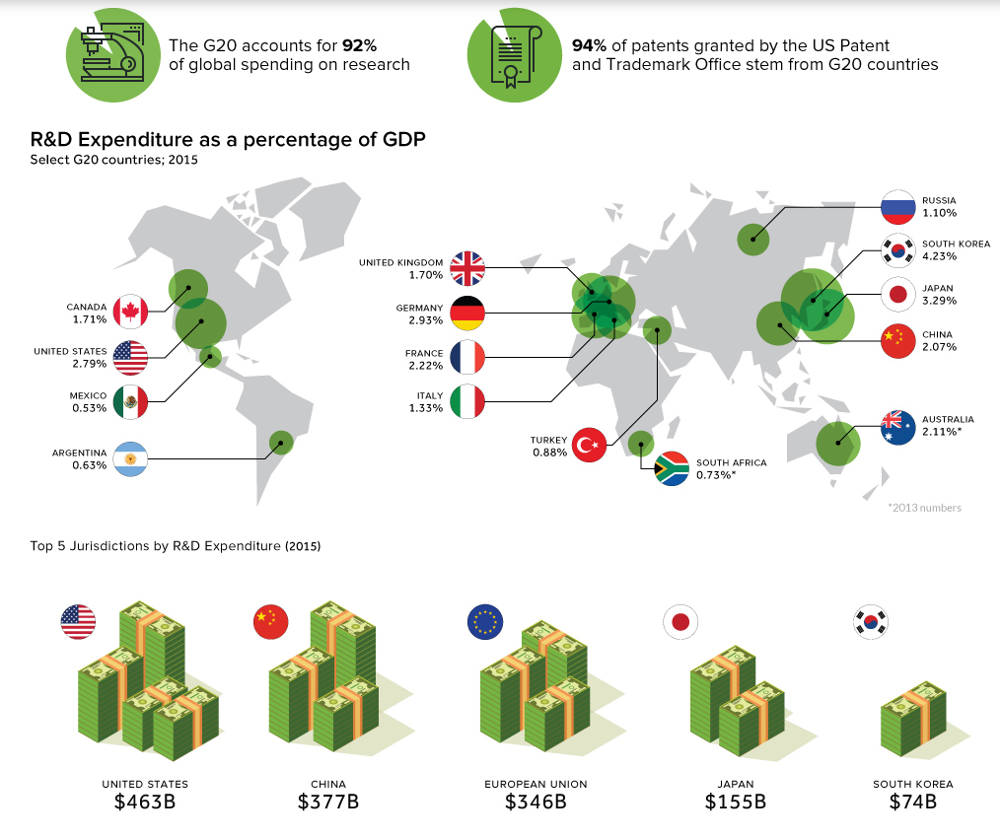 The G20 accounts for 92%
of global spending on research
94% of patents granted by the US Patent
and Trademark Office stem from G20 countries
R&D Expenditure as a percentage of GDP
Select G20 countries; 2015
CANADA
1.71%
UNITED STATES
2.79%
MEXICO
0.53%
ARGENTINA
0.63%
UNITED KINGDOM
1.70%
GERMANY
2.93%
FRANCE
2.22%
ITALY
1.33%
TURKEY
0.88%
SOUTH AFRICA
0.73%*
RUSSIA
1.10%
SOUTH KOREA
4.23%
JAPAN
3.29%
CHINA
2.07%
AUSTRALIA
2.11%*
*2013 numbers
Top 5 Jurisdictions by R&D Expenditure (2015)
UNITED STATES
$463B
CHINA
$377B
EUROPEAN UNION
$346B
JAPAN
$155B
SOUTH KOREA
$74B